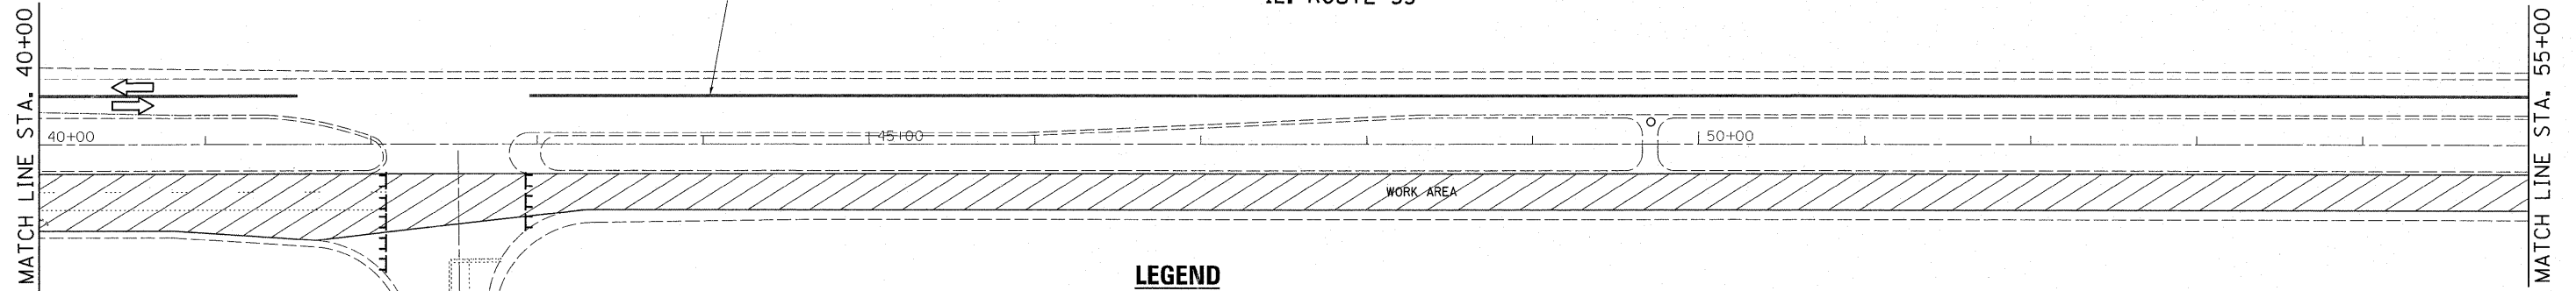 MATCH LINE STA. 40+00
40+00
45+00
50+00
WORK AREA
MATCH LINE STA. 55+00
LEGEND